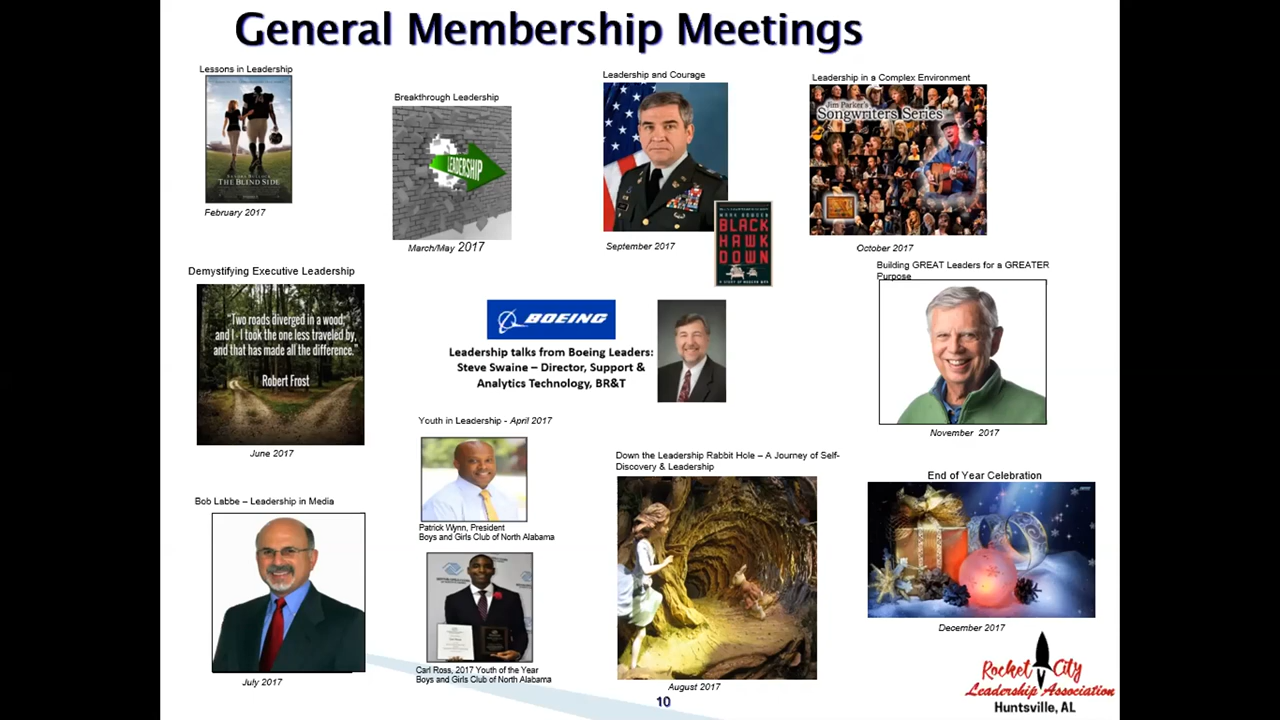 General Membership Meetings
Lessons in Leadership
THE BLIND SIDE
February 2017
Breakthrough Leadership
LEADERSHIP
March/May 2017
Leadership and Courage
September 2017
MARK BOWDEN
BLACK
HAWK
DOWN
Leadership in a Complex Environment
Jim Parker's
Songwriters Series
October 2017
Demystifying Executive Leadership
"Two roads diverged in a wood;
and I - I took the one less traveled by,
and that has made all the difference."
Robert Frost
June 2017
BOEING
Leadership talks from Boeing Leaders:
Steve Swaine – Director, Support &
Analytics Technology, BR&T
Building GREAT Leaders for a GREATER
Purpose
November 2017
Youth in Leadership - April 2017
Patrick Wynn, President
Boys and Girls Club of North Alabama
Carl Ross, 2017 Youth of the Year
Boys and Girls Club of North Alabama
Bob Labbe – Leadership in Media
July 2017
Down the Leadership Rabbit Hole – A Journey of Self-
Discovery & Leadership
August 2017
End of Year Celebration
December 2017
Rocket City
Leadership Association
Huntsville, AL
10